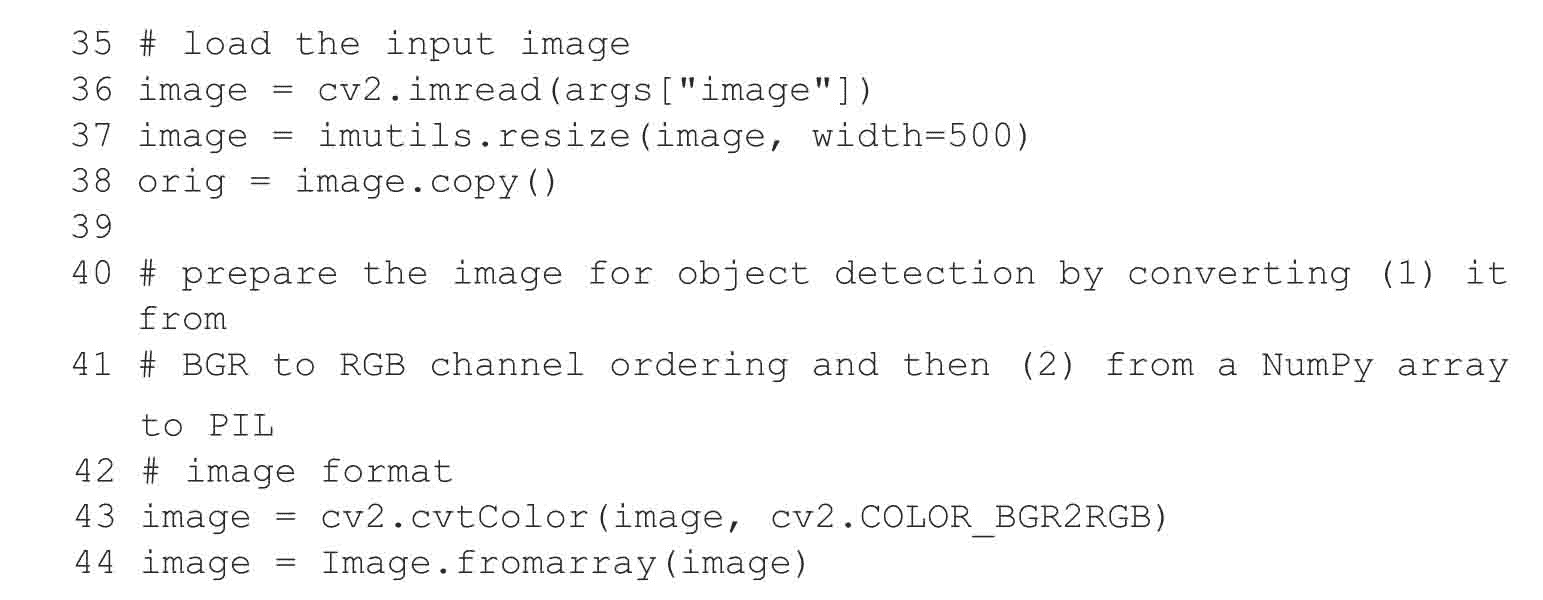 35 # load the input image
36 image = cv2.imread(args["image"])
37 image = imutils.resize(image, width=500)
38 orig = image.copy()
39
40 # prepare the image for object detection by converting (1) it
from
41 # BGR to RGB channel ordering and then (2) from a NumPy array
to PIL
42 # image format
43 image = cv2.cvtColor(image, cv2.COLOR_BGR2RGB)
44 image = Image.fromarray(image)